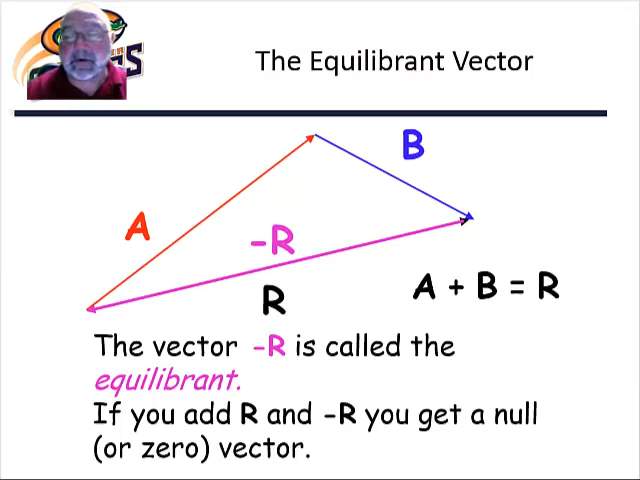 The Equilibrant Vector
B
A
-R
R
A + B = R
The vector -R is called the
equilibrant.
If you add R and -R you get a null
(or zero) vector.